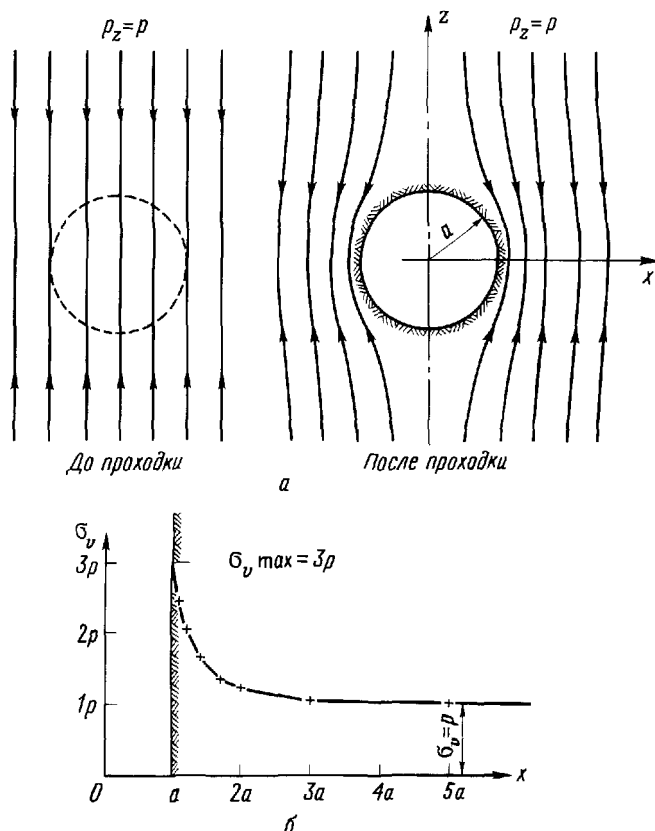 p_z=p
z
p_z=p
a
x
До проходки
После проходки
а
σ_v
3p
σ_v max=3p
2p
1p
σ_v=p
0
a
2a
3a
4a
5a
x
б